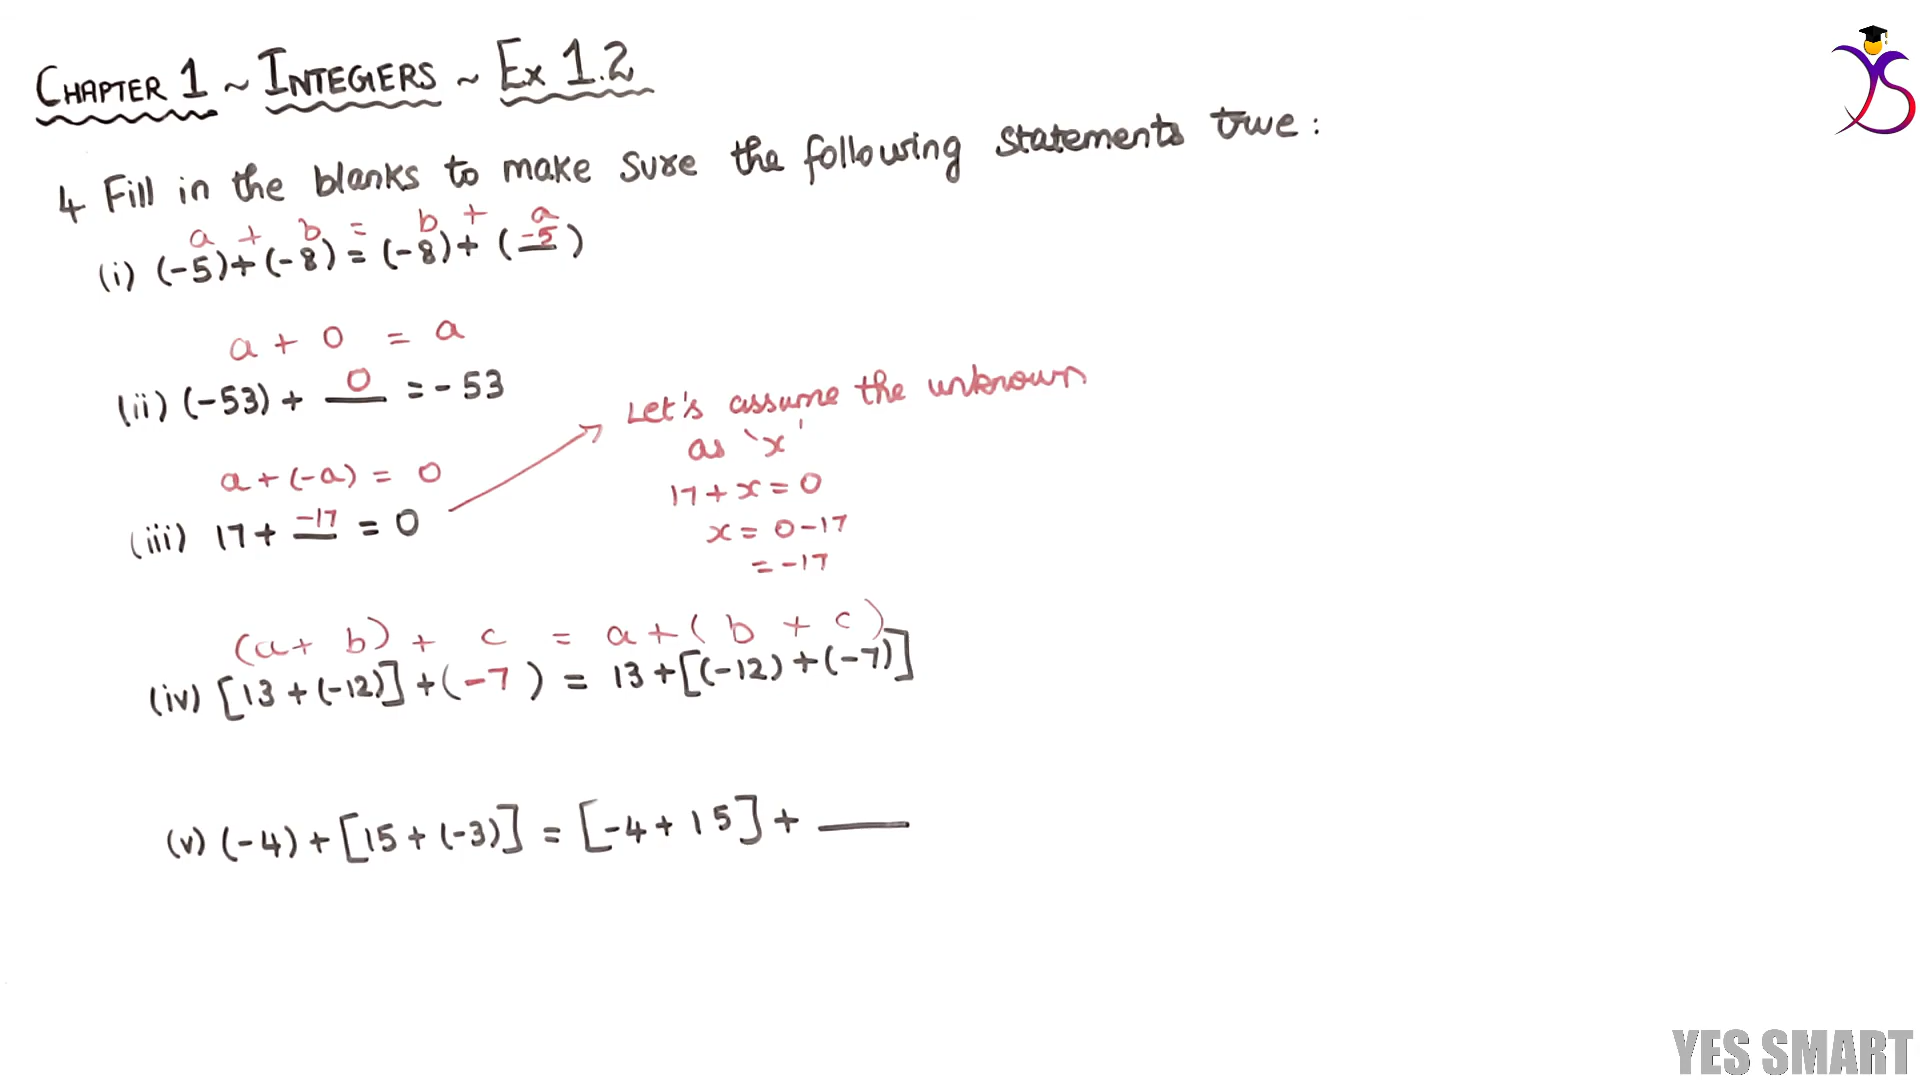 CHAPTER 1 ~ INTEGERS ~ Ex 1.2
4 Fill in the blanks to make sure the following statements true:
a + b = b + a
(i) (-5)+(-8) = (-8)+(-5)
a + 0 = a
(ii) (-53) + 0 = -53
a+(-a) = 0
(iii) 17+ -17 = 0
Let's assume the unknown
as 'x'
17+x=0
x = 0-17
= -17
(a+ b) + c = a+( b + c)
(iv) [13 +(-12)] +(-7) = 13 +[(-12) +(-7)]
(v) (-4) + [15 + (-3)] = [-4 + 15] + ____
YES SMART